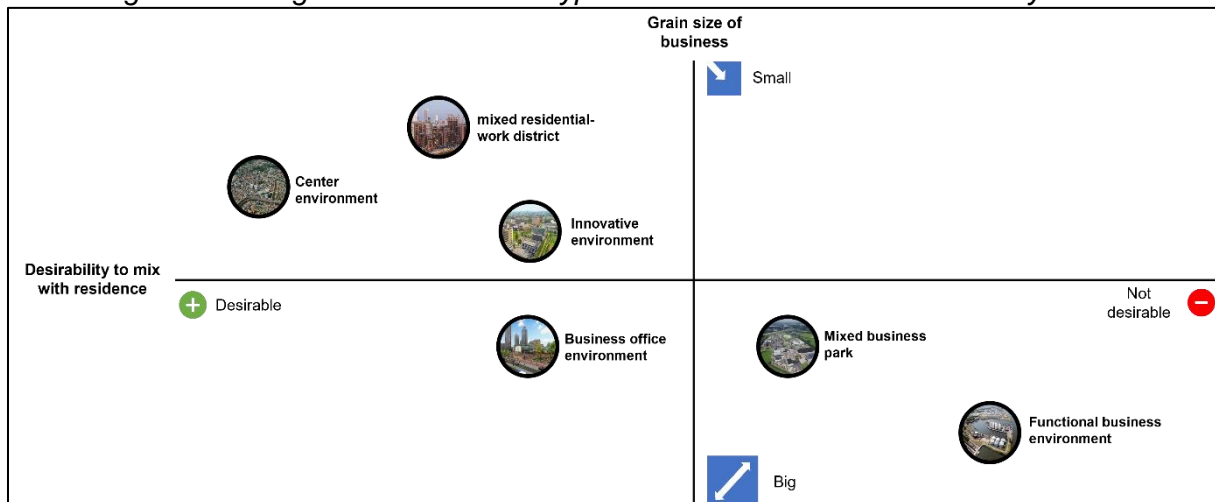 Grain size of
business
Small
mixed residential-
work district
Center
environment
Innovative
environment
Desirability to mix
with residence
Desirable
Not
desirable
Business office
environment
Mixed business
park
Functional business
environment
Big